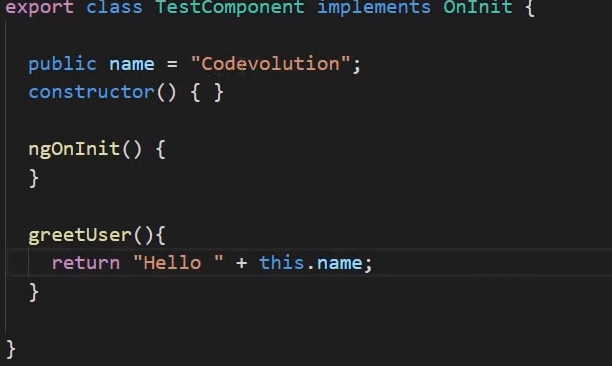 export class TestComponent implements OnInit {
public name = "Codevolution";
constructor() { }
ngOnInit() {
}
greetUser(){
return "Hello " + this.name;
}
}